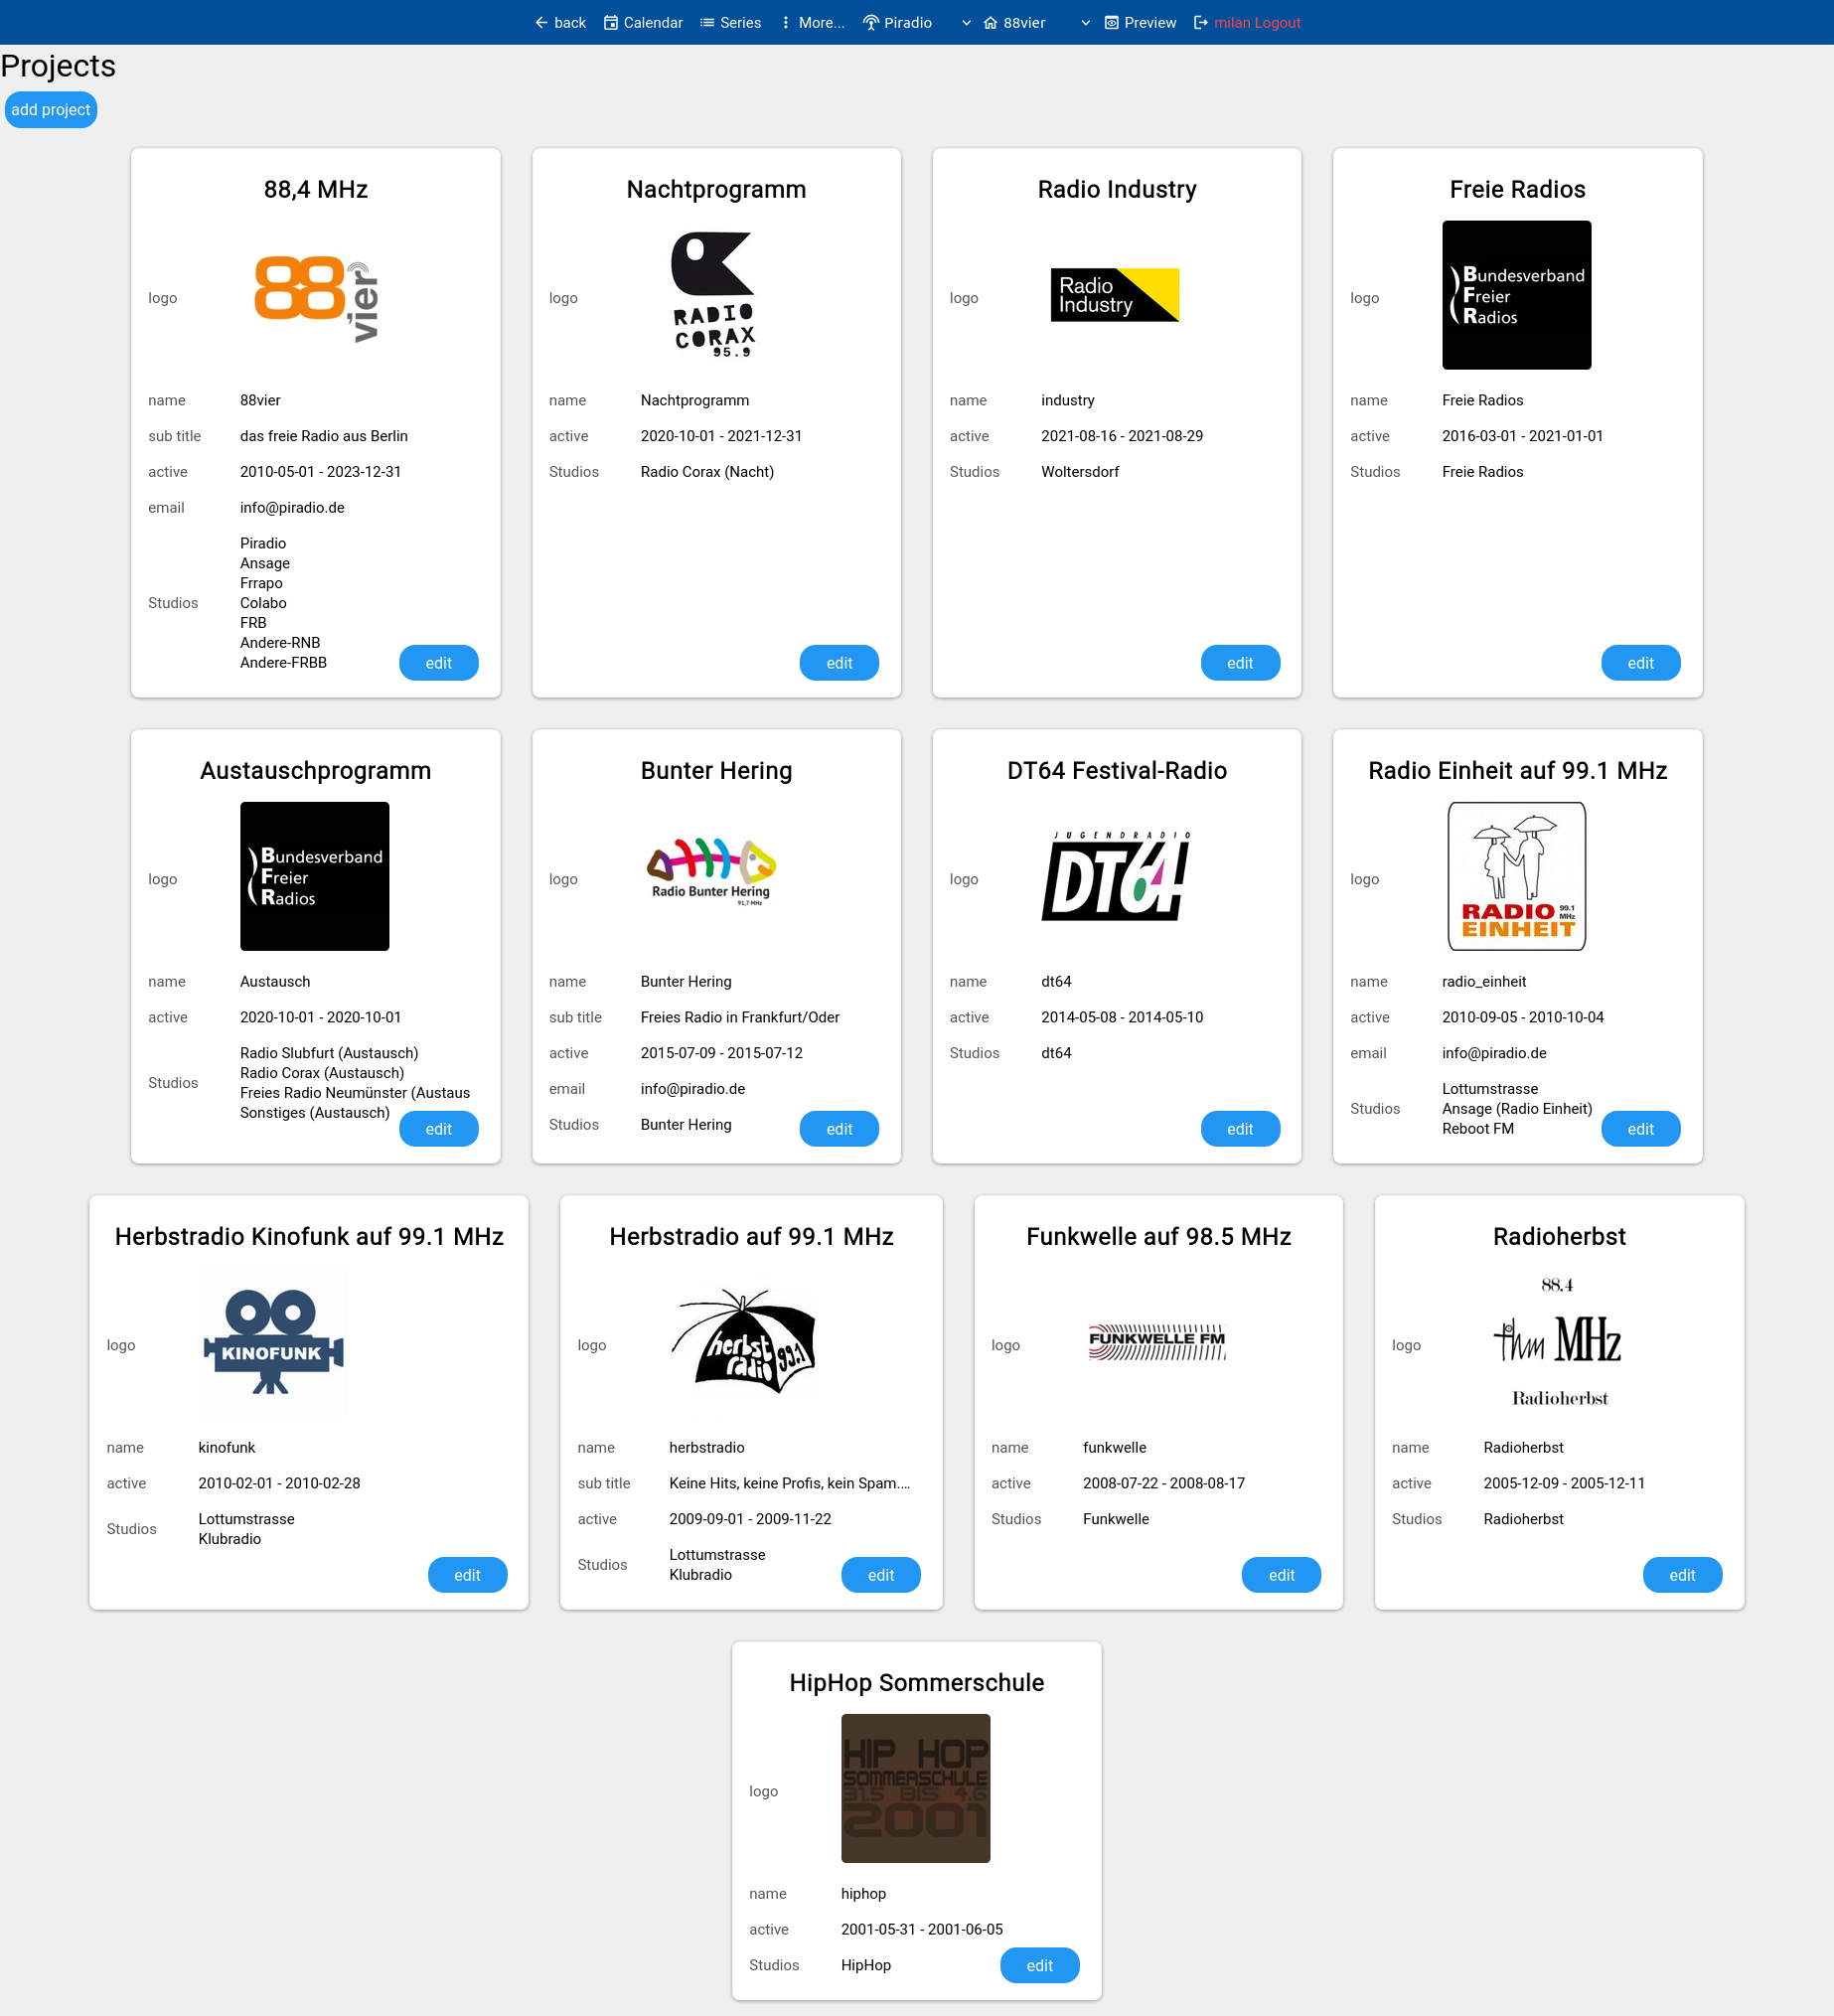 back Calendar Series More... Piradio 88vier Preview milan Logout
Projects
add project
88,4 MHz
logo
88
vier
name 88vier
sub title das freie Radio aus Berlin
active 2010-05-01 - 2023-12-31
email info@piradio.de
Studios
Piradio
Ansage
Frrapo
Colabo
FRB
Andere-RNB
Andere-FRBB
edit
Nachtprogramm
logo
RADIO
CORAX
95.9
name Nachtprogramm
active 2020-10-01 - 2021-12-31
Studios Radio Corax (Nacht)
edit
Radio Industry
logo
Radio
Industry
name industry
active 2021-08-16 - 2021-08-29
Studios Woltersdorf
edit
Freie Radios
logo
Bundesverband
Freier
Radios
name Freie Radios
active 2016-03-01 - 2021-01-01
Studios Freie Radios
edit
Austauschprogramm
logo
Bundesverband
Freier
Radios
name Austausch
active 2020-10-01 - 2020-10-01
Studios
Radio Slubfurt (Austausch)
Radio Corax (Austausch)
Freies Radio Neumünster (Austaus
Sonstiges (Austausch)
edit
Bunter Hering
logo
Radio Bunter Hering
91,7 MHz
name Bunter Hering
sub title Freies Radio in Frankfurt/Oder
active 2015-07-09 - 2015-07-12
email info@piradio.de
Studios Bunter Hering
edit
DT64 Festival-Radio
logo
JUGENDRADIO
DT64!
name dt64
active 2014-05-08 - 2014-05-10
Studios dt64
edit
Radio Einheit auf 99.1 MHz
logo
RADIO 99.1 MHz
EINHEIT
name radio_einheit
active 2010-09-05 - 2010-10-04
email info@piradio.de
Studios
Lottumstrasse
Ansage (Radio Einheit)
Reboot FM
edit
Herbstradio Kinofunk auf 99.1 MHz
logo
KINOFUNK
name kinofunk
active 2010-02-01 - 2010-02-28
Studios
Lottumstrasse
Klubradio
edit
Herbstradio auf 99.1 MHz
logo
herbst
radio 99.1
name herbstradio
sub title Keine Hits, keine Profis, kein Spam....
active 2009-09-01 - 2009-11-22
Studios
Lottumstrasse
Klubradio
edit
Funkwelle auf 98.5 MHz
logo
FUNKWELLE FM
name funkwelle
active 2008-07-22 - 2008-08-17
Studios Funkwelle
edit
Radioherbst
logo
88.4
MHz
Radioherbst
name Radioherbst
active 2005-12-09 - 2005-12-11
Studios Radioherbst
edit
HipHop Sommerschule
logo
HIP HOP
SOMMERSCHULE
31.5 BIS 4.6
2001
name hiphop
active 2001-05-31 - 2001-06-05
Studios HipHop
edit